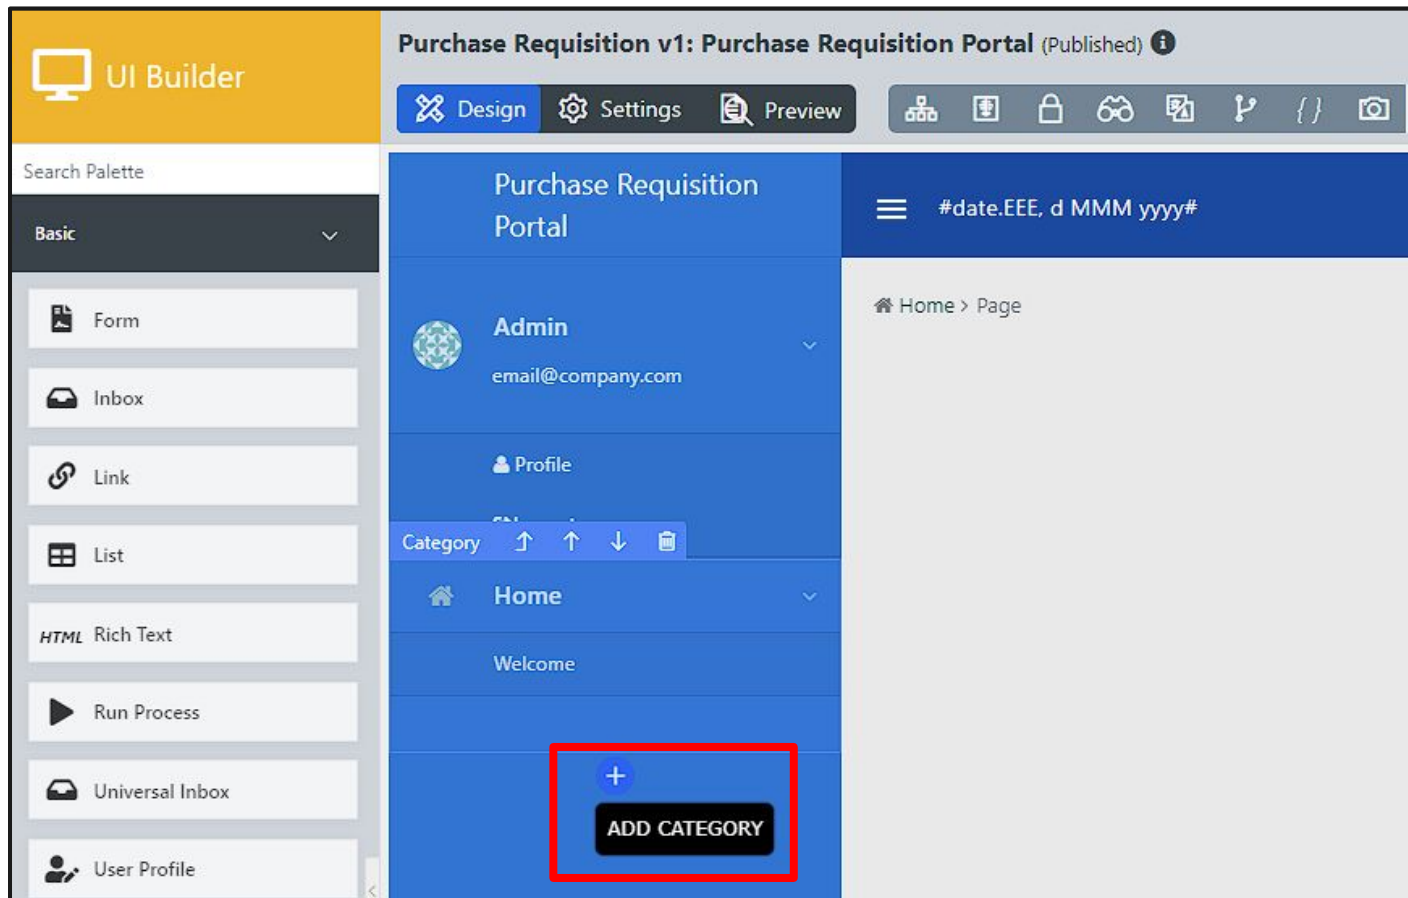 UI Builder
Purchase Requisition v1: Purchase Requisition Portal (Published)
Design Settings Preview
Search Palette
Basic
Form
Inbox
Link
List
HTML Rich Text
Run Process
Universal Inbox
User Profile
Purchase Requisition
Portal
Admin
email@company.com
Profile
Category
Home
Welcome
ADD CATEGORY
#date.EEE, d MMM yyyy#
Home > Page